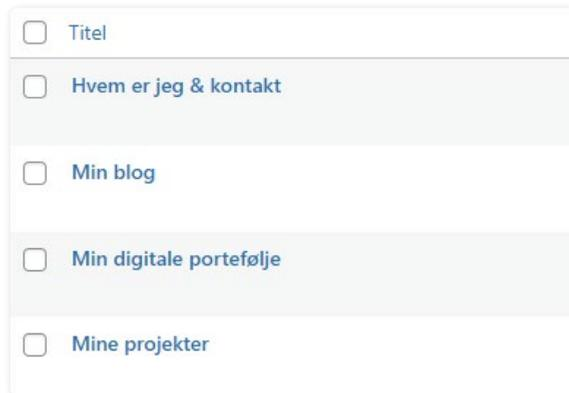 Titel
Hvem er jeg & kontakt
Min blog
Min digitale portefølje
Mine projekter